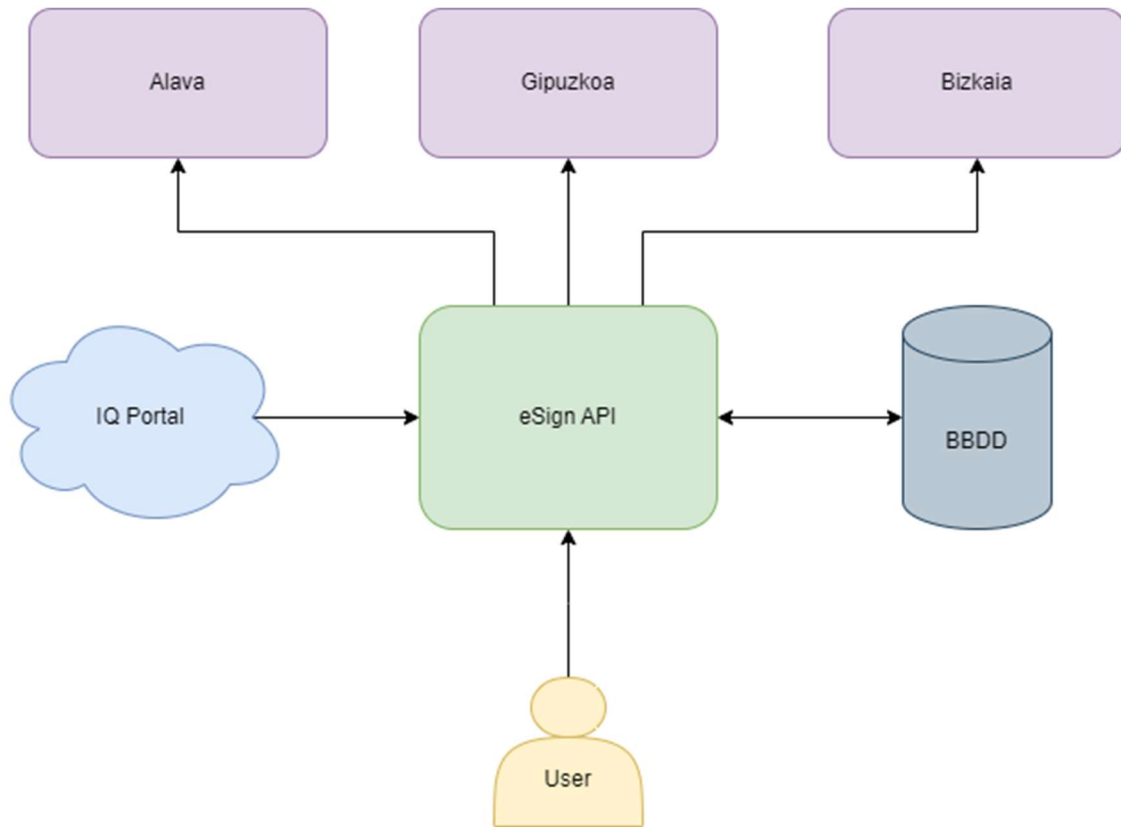 Alava
Gipuzkoa
Bizkaia
IQ Portal
eSign API
BBDD
User